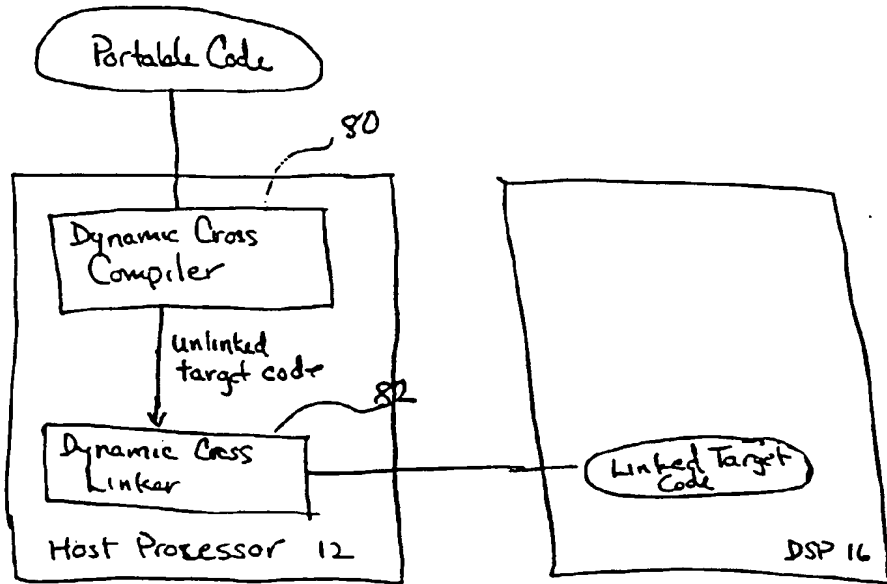 Portable Code
80
Dynamic Cross
Compiler
unlinked
target code
82
Dynamic Cross
Linker
Linked Target
Code
Host Processor 12
DSP 16